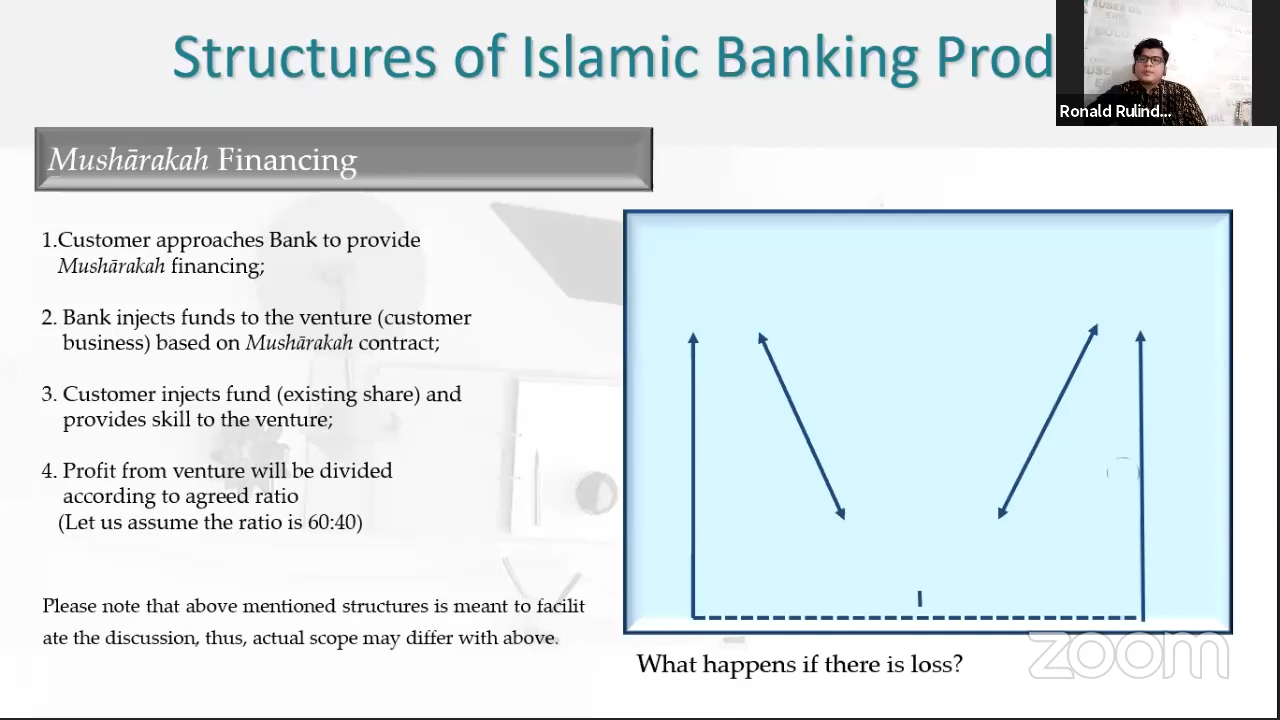 Structures of Islamic Banking Prod
Ronald Rulind...
Mushārakah Financing
1.Customer approaches Bank to provide
Mushārakah financing;
2. Bank injects funds to the venture (customer
business) based on Mushārakah contract;
3. Customer injects fund (existing share) and
provides skill to the venture;
4. Profit from venture will be divided
according to agreed ratio
(Let us assume the ratio is 60:40)
Please note that above mentioned structures is meant to facilit
ate the discussion, thus, actual scope may differ with above.
What happens if there is loss?
zoom